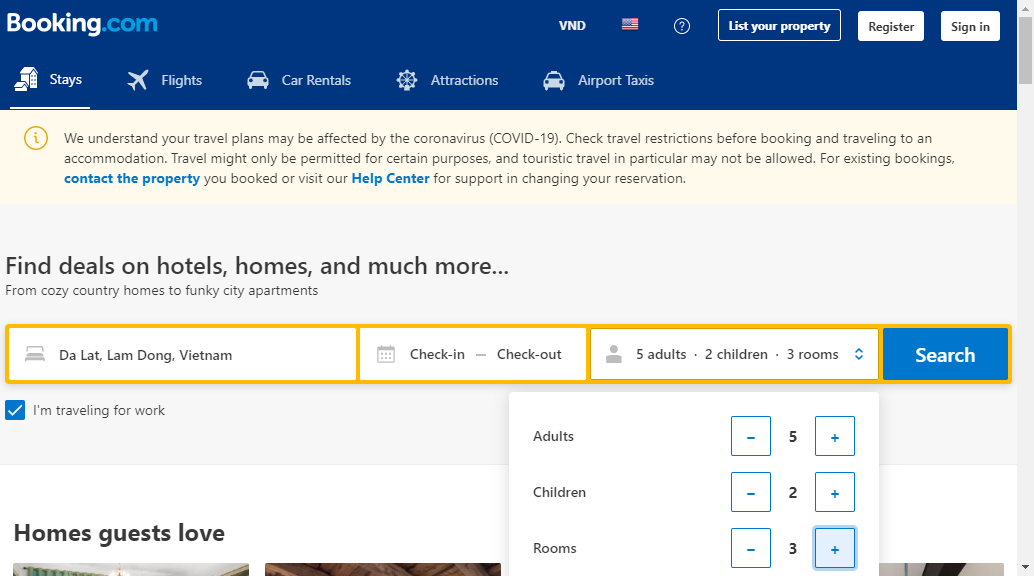 Booking.com
VND
List your property
Register
Sign in
Stays
Flights
Car Rentals
Attractions
Airport Taxis
We understand your travel plans may be affected by the coronavirus (COVID-19). Check travel restrictions before booking and traveling to an
accommodation. Travel might only be permitted for certain purposes, and touristic travel in particular may not be allowed. For existing bookings,
contact the property you booked or visit our Help Center for support in changing your reservation.
Find deals on hotels, homes, and much more...
From cozy country homes to funky city apartments
Da Lat, Lam Dong, Vietnam
Check-in — Check-out
5 adults · 2 children · 3 rooms
Search
I'm traveling for work
Adults − 5 +
Children − 2 +
Rooms − 3 +
Homes guests love